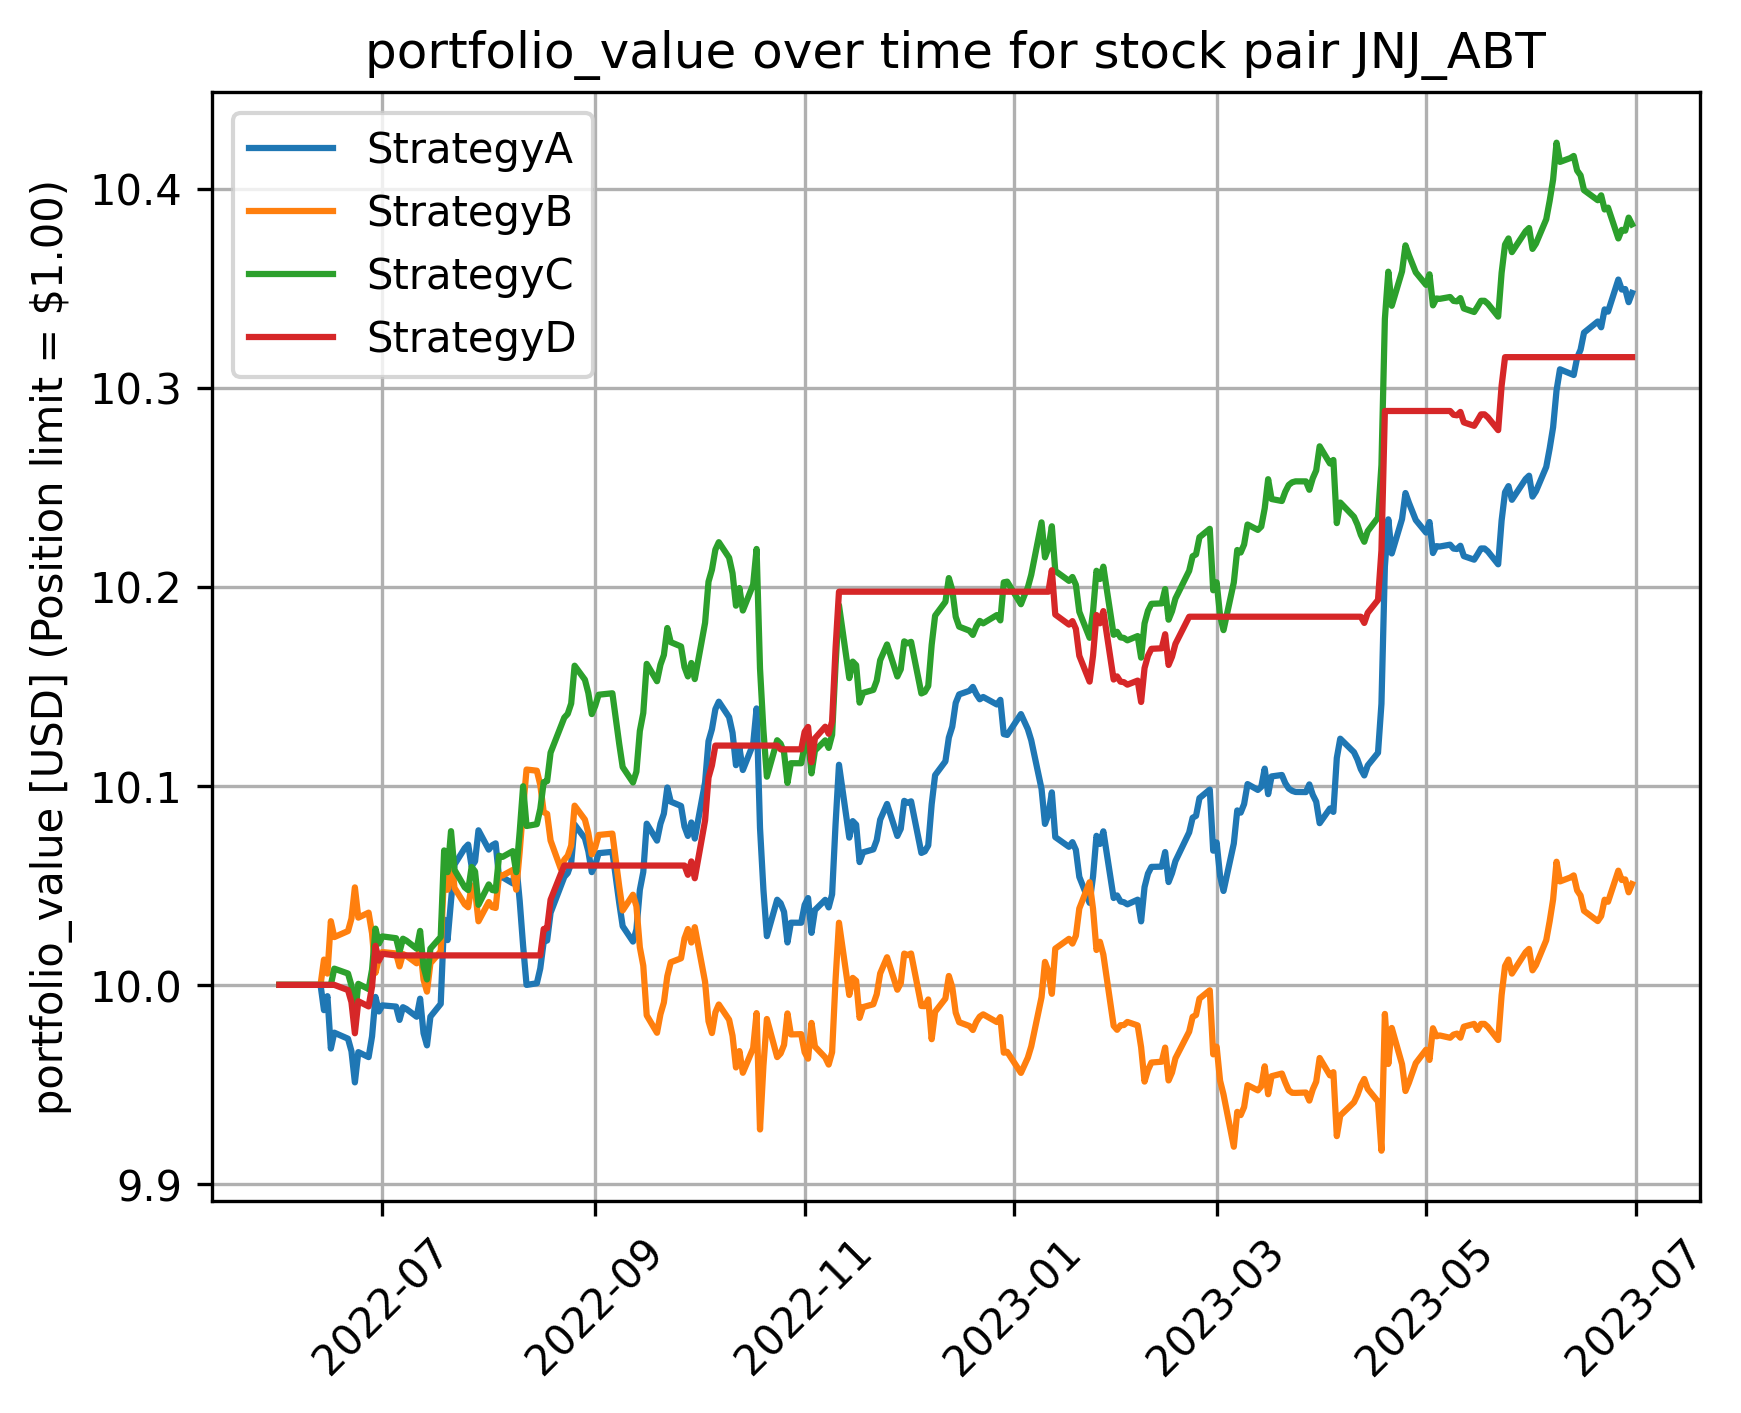 portfolio_value over time for stock pair JNJ_ABT
portfolio_value [USD] (Position limit = $1.00)
StrategyA
StrategyB
StrategyC
StrategyD
10.4
10.3
10.2
10.1
10.0
9.9
2022-07
2022-09
2022-11
2023-01
2023-03
2023-05
2023-07